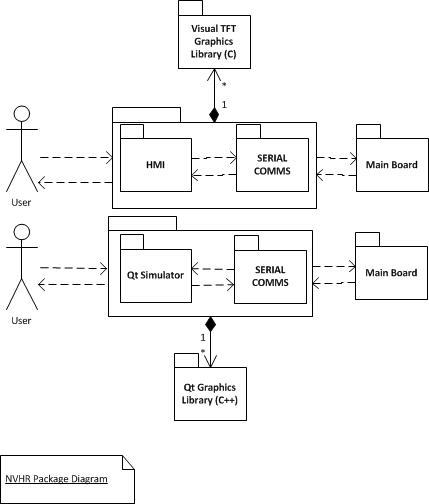 Visual TFT
Graphics
Library (C)
*
1
HMI
SERIAL
COMMS
Main Board
User
Qt Simulator
SERIAL
COMMS
Main Board
User
1
*
Qt Graphics
Library (C++)
NVHR Package Diagram